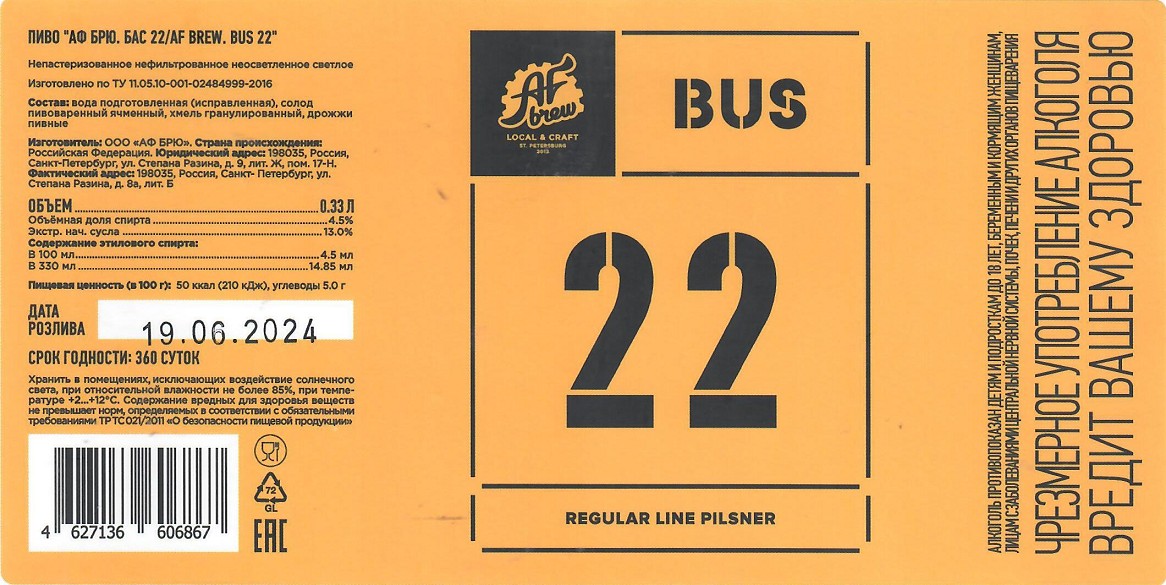 ПИВО "АФ БРЮ. БАС 22/AF BREW. BUS 22"
Непастеризованное нефильтрованное неосветленное светлое
Изготовлено по ТУ 11.05.10-001-02484999-2016
Состав: вода подготовленная (исправленная), солод
пивоваренный ячменный, хмель гранулированный, дрожжи
пивные
Изготовитель: ООО «АФ БРЮ». Страна происхождения:
Российская Федерация. Юридический адрес: 198035, Россия,
Санкт-Петербург, ул. Степана Разина, д. 9, лит. Ж, пом. 17-Н.
Фактический адрес: 198035, Россия, Санкт- Петербург, ул.
Степана Разина, д. 8а, лит. Б
ОБЪЕМ ........ 0.33 Л
Объёмная доля спирта ........ 4.5%
Экстр. нач. сусла ........ 13.0%
Содержание этилового спирта:
В 100 мл ........ 4.5 мл
В 330 мл ........ 14.85 мл
Пищевая ценность (в 100 г): 50 ккал (210 кДж), углеводы 5.0 г
ДАТА
РОЗЛИВА
19.06.2024
СРОК ГОДНОСТИ: 360 СУТОК
Хранить в помещениях, исключающих воздействие солнечного
света, при относительной влажности не более 85%, при темпе-
ратуре +2...+12°С. Содержание вредных для здоровья веществ
не превышает норм, определяемых в соответствии с обязательными
требованиями ТР ТС 021/2011 «О безопасности пищевой продукции»
4 627136 606867
72
GL
EAC
AF
brew
LOCAL & CRAFT
ST. PETERSBURG
2012
BUS
22
REGULAR LINE PILSNER
АЛКОГОЛЬ ПРОТИВОПОКАЗАН ДЕТЯМ И ПОДРОСТКАМ ДО 18 ЛЕТ, БЕРЕМЕННЫМ И КОРМЯЩИМ ЖЕНЩИНАМ,
ЛИЦАМ С ЗАБОЛЕВАНИЯМИ ЦЕНТРАЛЬНОЙ НЕРВНОЙ СИСТЕМЫ, ПОЧЕК, ПЕЧЕНИ И ДРУГИХ ОРГАНОВ ПИЩЕВАРЕНИЯ
ЧРЕЗМЕРНОЕ УПОТРЕБЛЕНИЕ АЛКОГОЛЯ
ВРЕДИТ ВАШЕМУ ЗДОРОВЬЮ